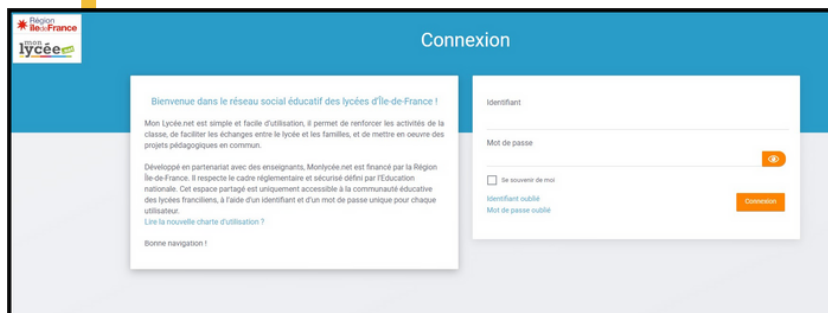 Région
îledeFrance
mon
lycée.net
Connexion
Bienvenue dans le réseau social éducatif des lycées d'Île-de-France !
Mon Lycée.net est simple et facile d'utilisation, il permet de renforcer les activités de la
classe, de faciliter les échanges entre le lycée et les familles, et de mettre en oeuvre des
projets pédagogiques en commun.
Développé en partenariat avec des enseignants, Monlycée.net est financé par la Région
Île-de-France. Il respecte le cadre réglementaire et sécurisé défini par l'Education
nationale. Cet espace partagé est uniquement accessible à la communauté éducative
des lycées franciliens, à l'aide d'un identifiant et d'un mot de passe unique pour chaque
utilisateur.
Lire la nouvelle charte d'utilisation ?
Bonne navigation !
Identifiant
Mot de passe
Se souvenir de moi
Identifiant oublié
Mot de passe oublié
Connexion